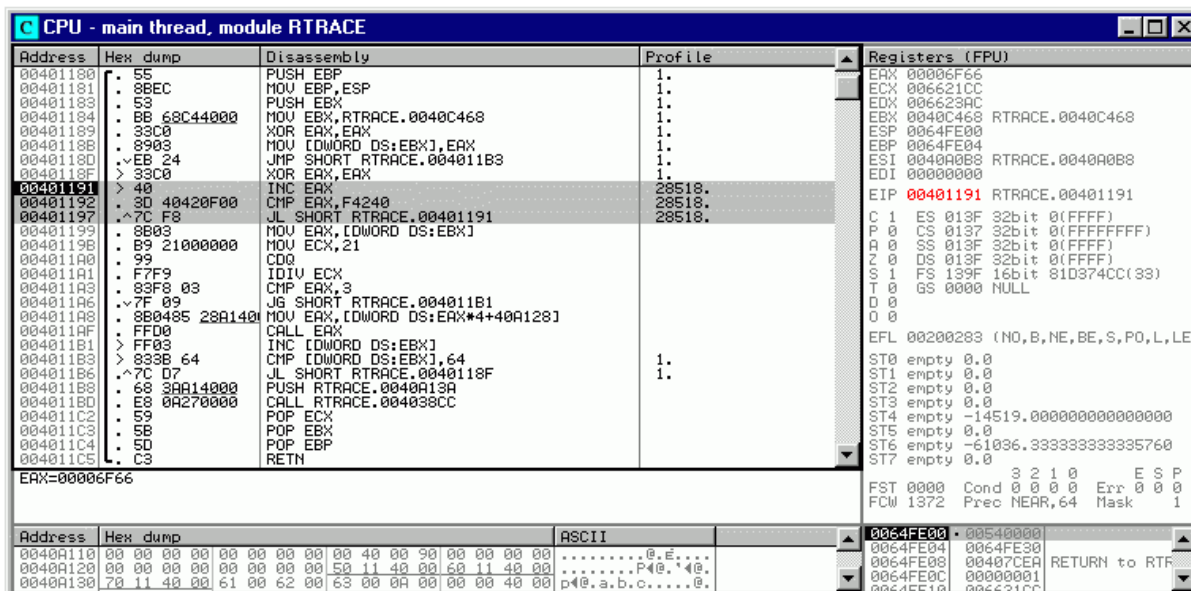 C CPU - main thread, module RTRACE
Address Hex dump Disassembly Profile
00401180 . 55 PUSH EBP 1.
00401181 . 8BEC MOV EBP,ESP 1.
00401183 . 53 PUSH EBX 1.
00401184 . BB 68C44000 MOV EBX,RTRACE.0040C468 1.
00401189 . 33C0 XOR EAX,EAX 1.
0040118B . 8903 MOV [DWORD DS:EBX],EAX 1.
0040118D .vEB 24 JMP SHORT RTRACE.004011B3 1.
0040118F > 33C0 XOR EAX,EAX 1.
00401191 > 40 INC EAX 28518.
00401192 . 3D 40420F00 CMP EAX,F4240 28518.
00401197 .^7C F8 JL SHORT RTRACE.00401191 28518.
00401199 . 8B03 MOV EAX,[DWORD DS:EBX]
0040119B . B9 21000000 MOV ECX,21
004011A0 . 99 CDQ
004011A1 . F7F9 IDIV ECX
004011A3 . 83F8 03 CMP EAX,3
004011A6 .v7F 09 JG SHORT RTRACE.004011B1
004011A8 . 8B0485 28A140 MOV EAX,[DWORD DS:EAX*4+40A128]
004011AF . FFD0 CALL EAX
004011B1 > FF03 INC [DWORD DS:EBX]
004011B3 > 833B 64 CMP [DWORD DS:EBX],64 1.
004011B6 .^7C D7 JL SHORT RTRACE.0040118F 1.
004011B8 . 68 3AA14000 PUSH RTRACE.0040A13A
004011BD . E8 0A270000 CALL RTRACE.004038CC
004011C2 . 59 POP ECX
004011C3 . 5B POP EBX
004011C4 . 5D POP EBP
004011C5 . C3 RETN
EAX=00006F66
Registers (FPU)
EAX 00006F66
ECX 006621CC
EDX 006623AC
EBX 0040C468 RTRACE.0040C468
ESP 0064FE00
EBP 0064FE04
ESI 0040A0B8 RTRACE.0040A0B8
EDI 00000000
EIP 00401191 RTRACE.00401191
C 1 ES 013F 32bit 0(FFFF)
P 0 CS 0137 32bit 0(FFFFFFFF)
A 0 SS 013F 32bit 0(FFFF)
Z 0 DS 013F 32bit 0(FFFF)
S 1 FS 139F 16bit 81D374CC(33)
T 0 GS 0000 NULL
D 0
O 0
EFL 00200283 (NO,B,NE,BE,S,PO,L,LE
ST0 empty 0.0
ST1 empty 0.0
ST2 empty 0.0
ST3 empty 0.0
ST4 empty -14519.000000000000000
ST5 empty 0.0
ST6 empty -61036.333333333335760
ST7 empty 0.0
3 2 1 0 E S P
FST 0000 Cond 0 0 0 0 Err 0 0 0
FCW 1372 Prec NEAR,64 Mask 1
Address Hex dump ASCII
0040A110 00 00 00 00 00 00 00 00 00 40 00 90 00 00 00 00 .........@.É....
0040A120 00 00 00 00 00 00 00 00 50 11 40 00 60 11 40 00 ........P◄@.`◄@.
0040A130 70 11 40 00 61 00 62 00 63 00 0A 00 00 00 40 00 p◄@.a.b.c.....@.
0064FE00 · 00540000
0064FE04 0064FE30
0064FE08 00407CEA RETURN to RTR
0064FE0C 00000001
0064FE10 006621CC